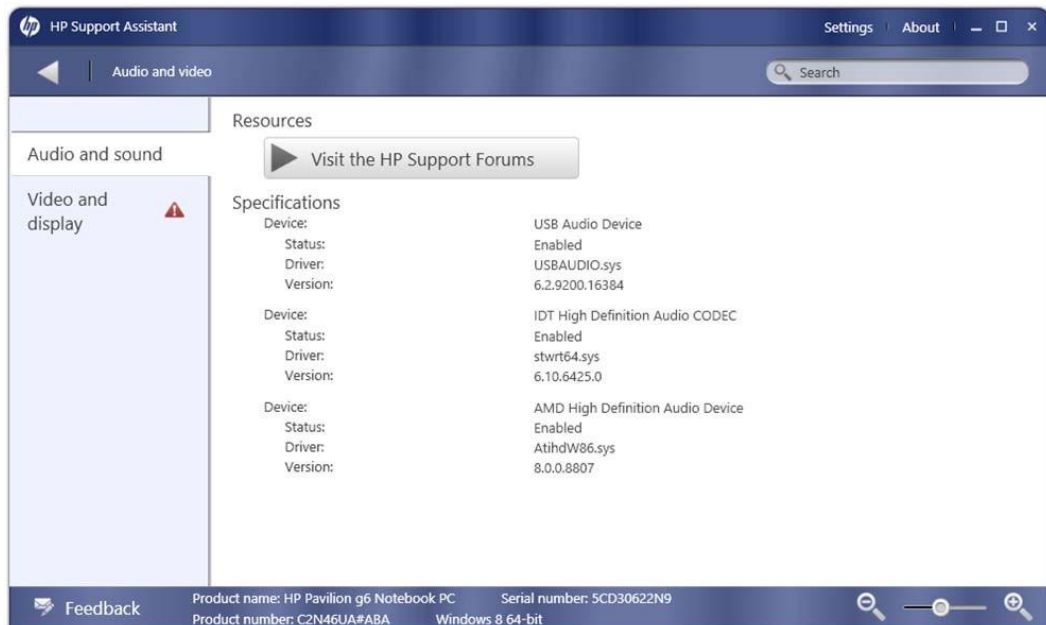 hp HP Support Assistant Settings About
Audio and video Search
Audio and sound
Video and
display
Resources
Visit the HP Support Forums
Specifications
Device: USB Audio Device
Status: Enabled
Driver: USBAUDIO.sys
Version: 6.2.9200.16384
Device: IDT High Definition Audio CODEC
Status: Enabled
Driver: stwrt64.sys
Version: 6.10.6425.0
Device: AMD High Definition Audio Device
Status: Enabled
Driver: AtihdW86.sys
Version: 8.0.0.8807
Feedback
Product name: HP Pavilion g6 Notebook PC Serial number: 5CD30622N9
Product number: C2N46UA#ABA Windows 8 64-bit